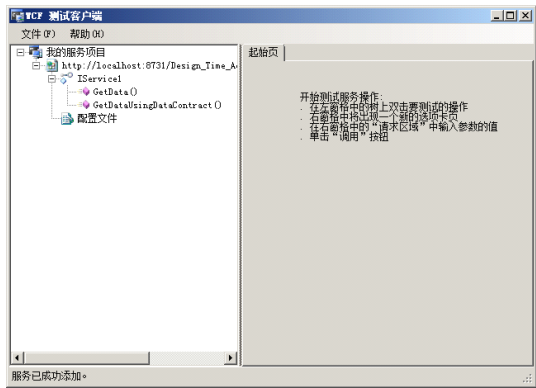 WCF 测试客户端
文件(F) 帮助(H)
我的服务项目
http://localhost:8731/Design_Time_A
IService1
GetData()
GetDataUsingDataContract()
配置文件
起始页
开始测试服务操作:
. 在左窗格中的树上双击要测试的操作
. 右窗格中将出现一个新的选项卡页
. 在右窗格中的“请求区域”中输入参数的值
. 单击“调用”按钮
服务已成功添加。